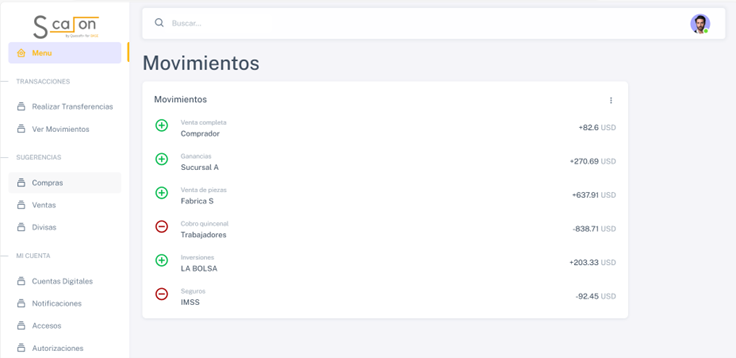 Scalon
Buscar...
Menu
Movimientos
TRANSACCIONES
Realizar Transferencias
Ver Movimientos
SUGERENCIAS
Compras
Ventas
Divisas
MI CUENTA
Cuentas Digitales
Notificaciones
Accesos
Autorizaciones
Movimientos
Venta completa
Comprador
+82.6 USD
Ganancias
Sucursal A
+270.69 USD
Venta de piezas
Fabrica S
+637.91 USD
Cobro quincenal
Trabajadores
-838.71 USD
Inversiones
LA BOLSA
+203.33 USD
Seguros
IMSS
-92.45 USD